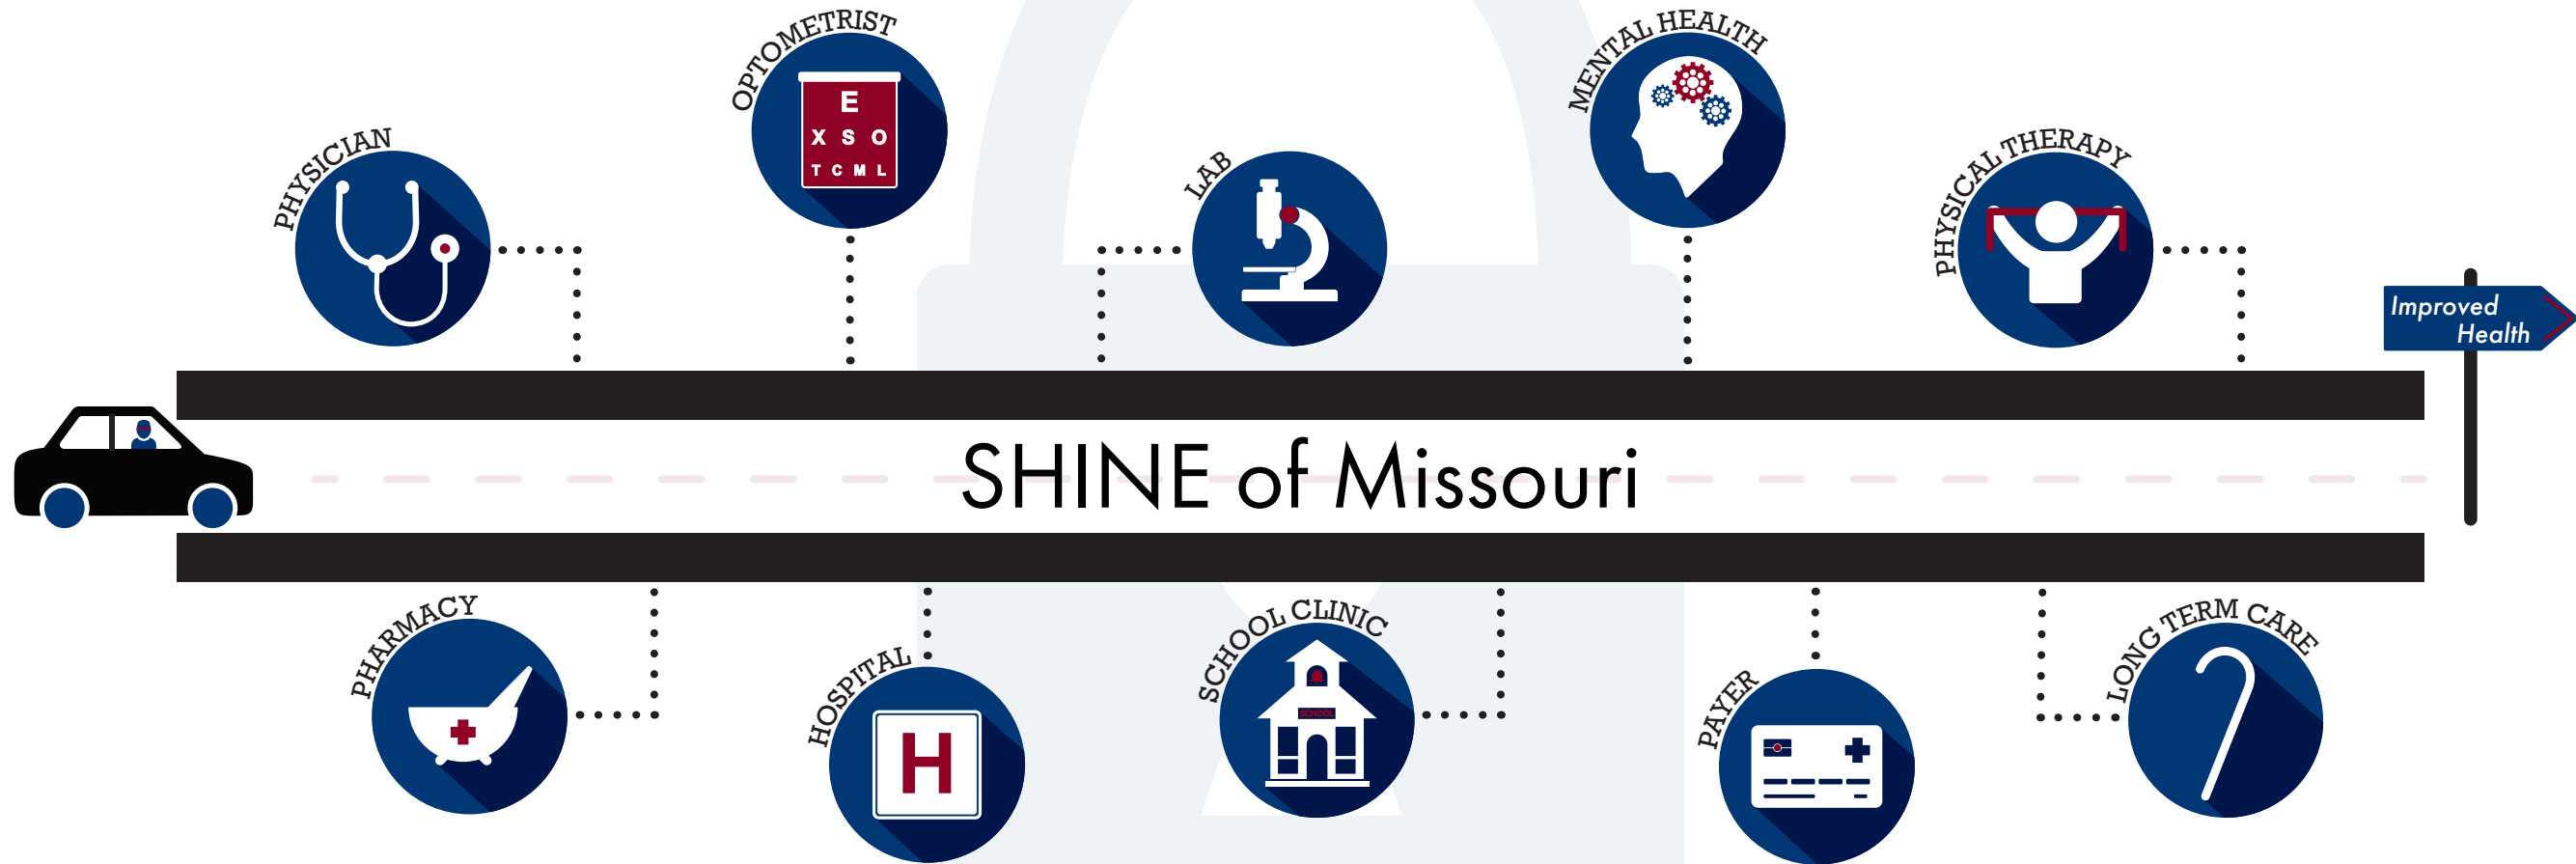 OPTOMETRIST
E
X S O
T C M L
MENTAL HEALTH
PHYSICIAN
LAB
PHYSICAL THERAPY
Improved
Health
SHINE of Missouri
PHARMACY
HOSPITAL
H
SCHOOL CLINIC
SCHOOL
PAYER
LONG TERM CARE